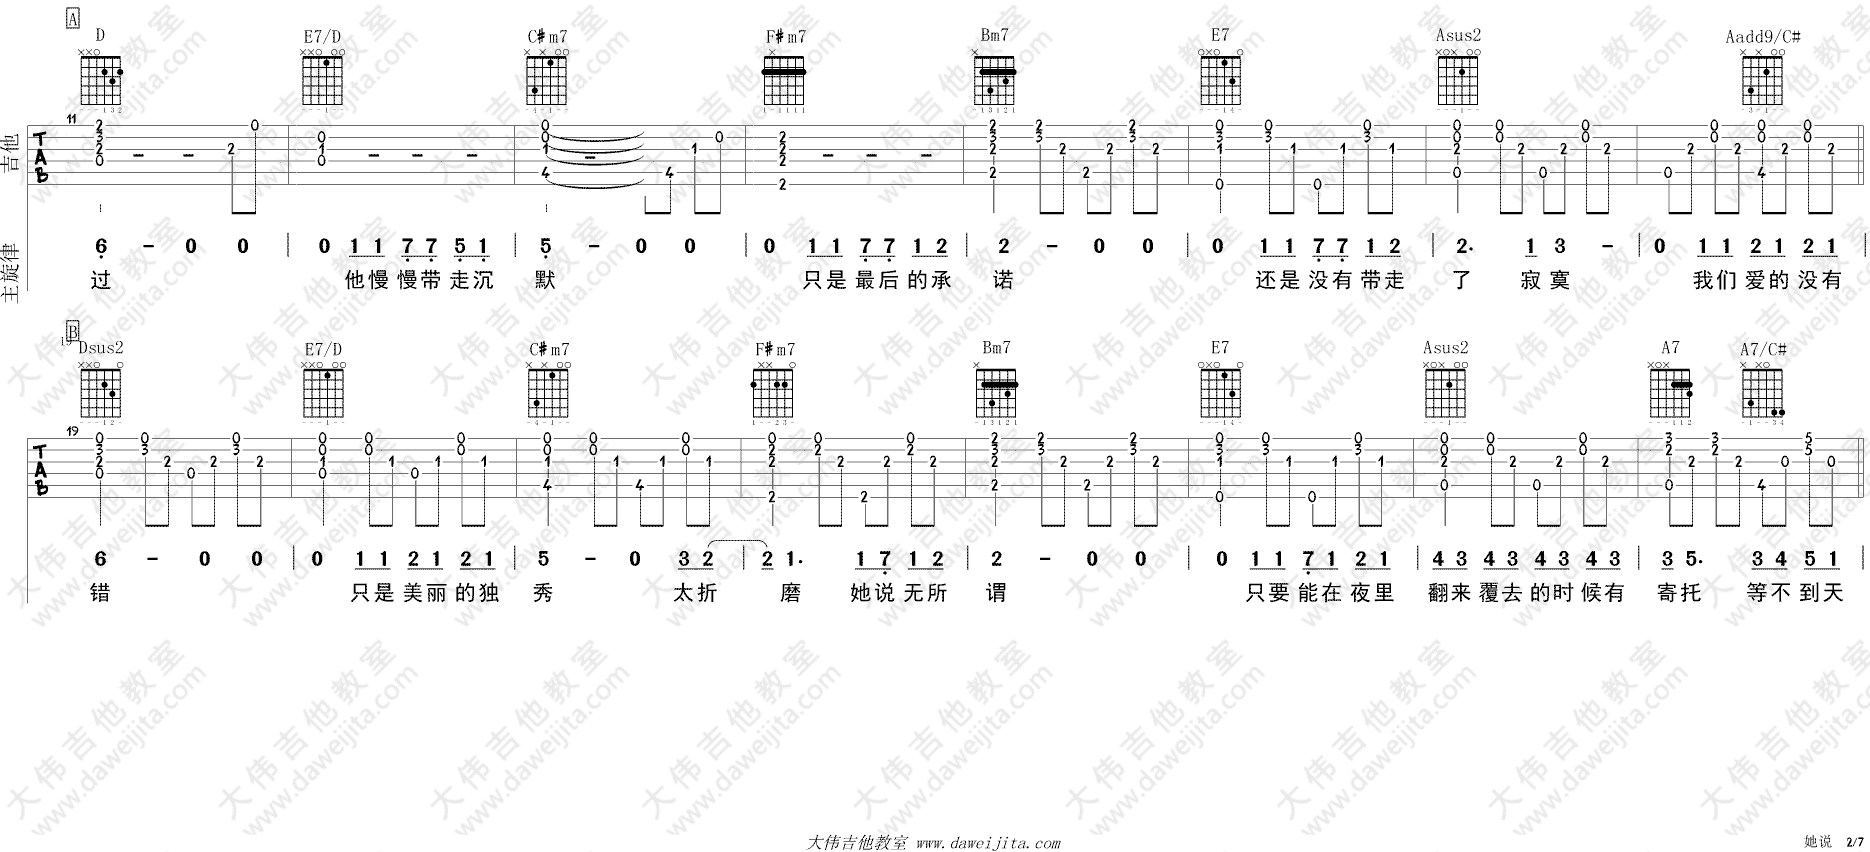 A
D E7/D C#m7 F#m7 Bm7 E7 Asus2 Aadd9/C#
11
吉他
TAB
主旋律
6 - 0 0 | 0 1 1 7 7 5 1 | 5 - 0 0 | 0 1 1 7 7 1 2 | 2 - 0 0 | 0 1 1 7 7 1 2 | 2. 1 3 - | 0 1 1 2 1 2 1 |
过 他慢慢带走沉 默 只是最后的承 诺 还是没有带走 了 寂寞 我们爱的没有
B
Dsus2 E7/D C#m7 F#m7 Bm7 E7 Asus2 A7 A7/C#
19
TAB
6 - 0 0 | 0 1 1 2 1 2 1 | 5 - 0 3 2 | 2 1. 1 7 1 2 | 2 - 0 0 | 0 1 1 7 1 2 1 | 4 3 4 3 4 3 4 3 | 3 5. 3 4 5 1 |
错 只是美丽的独 秀 太折 磨 她说无所 谓 只要能在夜里 翻来覆去的时候有 寄托 等不到天
大伟吉他教室 www.daweijita.com
她说 2/7